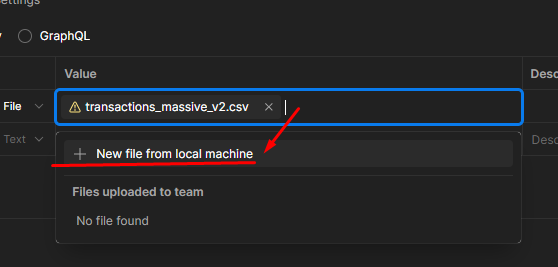 ettings
GraphQL
Value
File
transactions_massive_v2.csv
Text
Desc
New file from local machine
Files uploaded to team
No file found